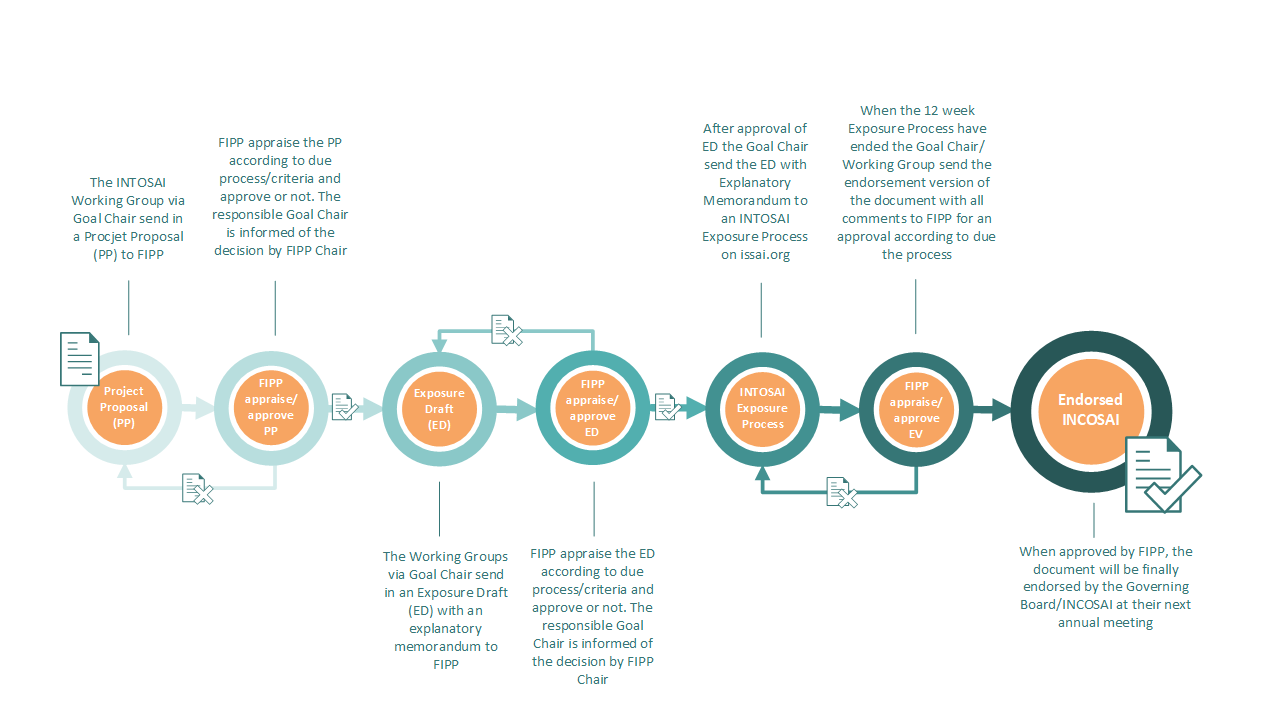 The INTOSAI
Working Group via
Goal Chair send in
a Procjet Proposal
(PP) to FIPP
FIPP appraise the PP
according to due
process/criteria and
approve or not. The
responsible Goal Chair
is informed of the
decision by FIPP Chair
After approval of
ED the Goal Chair
send the ED with
Explanatory
Memorandum to
an INTOSAI
Exposure Process
on issai.org
When the 12 week
Exposure Process have
ended the Goal Chair/
Working Group send the
endorsement version of
the document with all
comments to FIPP for an
approval according to due
the process
Project
Proposal
(PP)
FIPP
appraise/
approve
PP
Exposure
Draft
(ED)
FIPP
appraise/
approve
ED
INTOSAI
Exposure
Process
FIPP
appraise/
approve
EV
Endorsed
INCOSAI
The Working Groups
via Goal Chair send
in an Exposure Draft
(ED) with an
explanatory
memorandum to
FIPP
FIPP appraise the ED
according to due
process/criteria and
approve or not. The
responsible Goal
Chair is informed of
the decision by FIPP
Chair
When approved by FIPP, the
document will be finally
endorsed by the Governing
Board/INCOSAI at their next
annual meeting